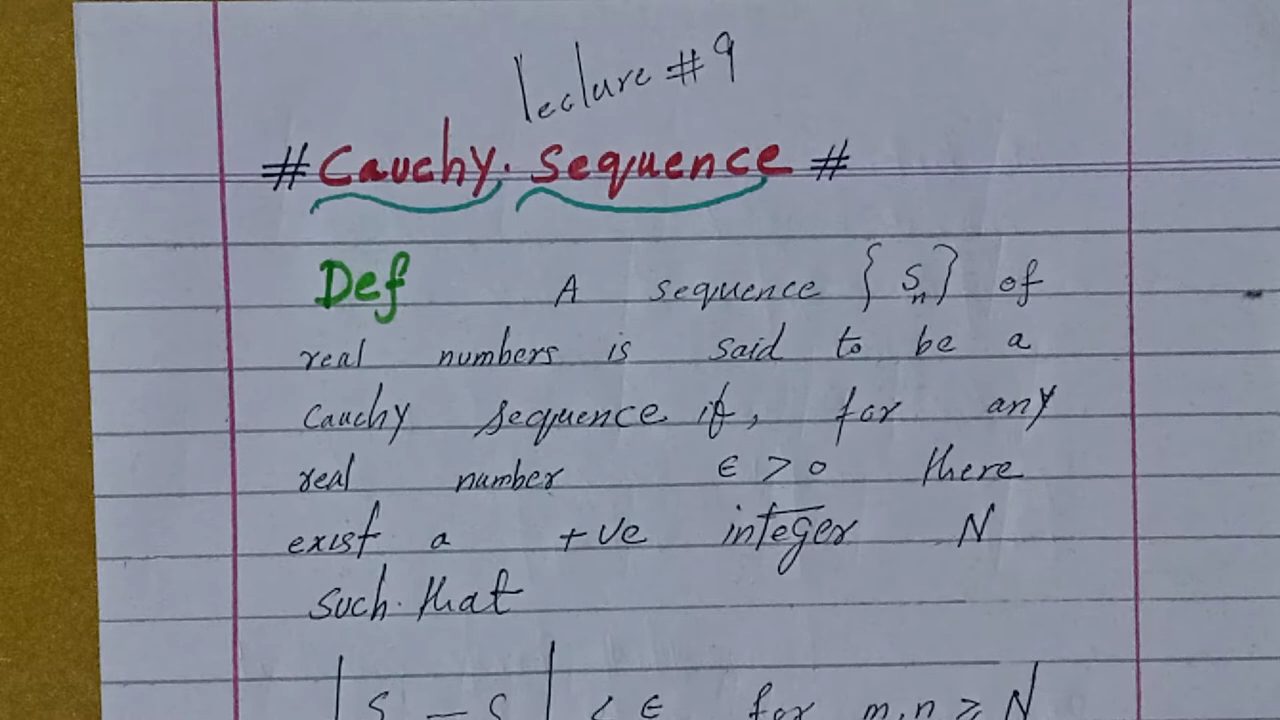 lecture #9
# Cauchy. Sequence #
Def A sequence {Sn} of
real numbers is said to be a
Cauchy sequence if, for any
real number ϵ > 0 there
exist a +ve integer N
such. that
|S - S| < ϵ for m,n ≥ N